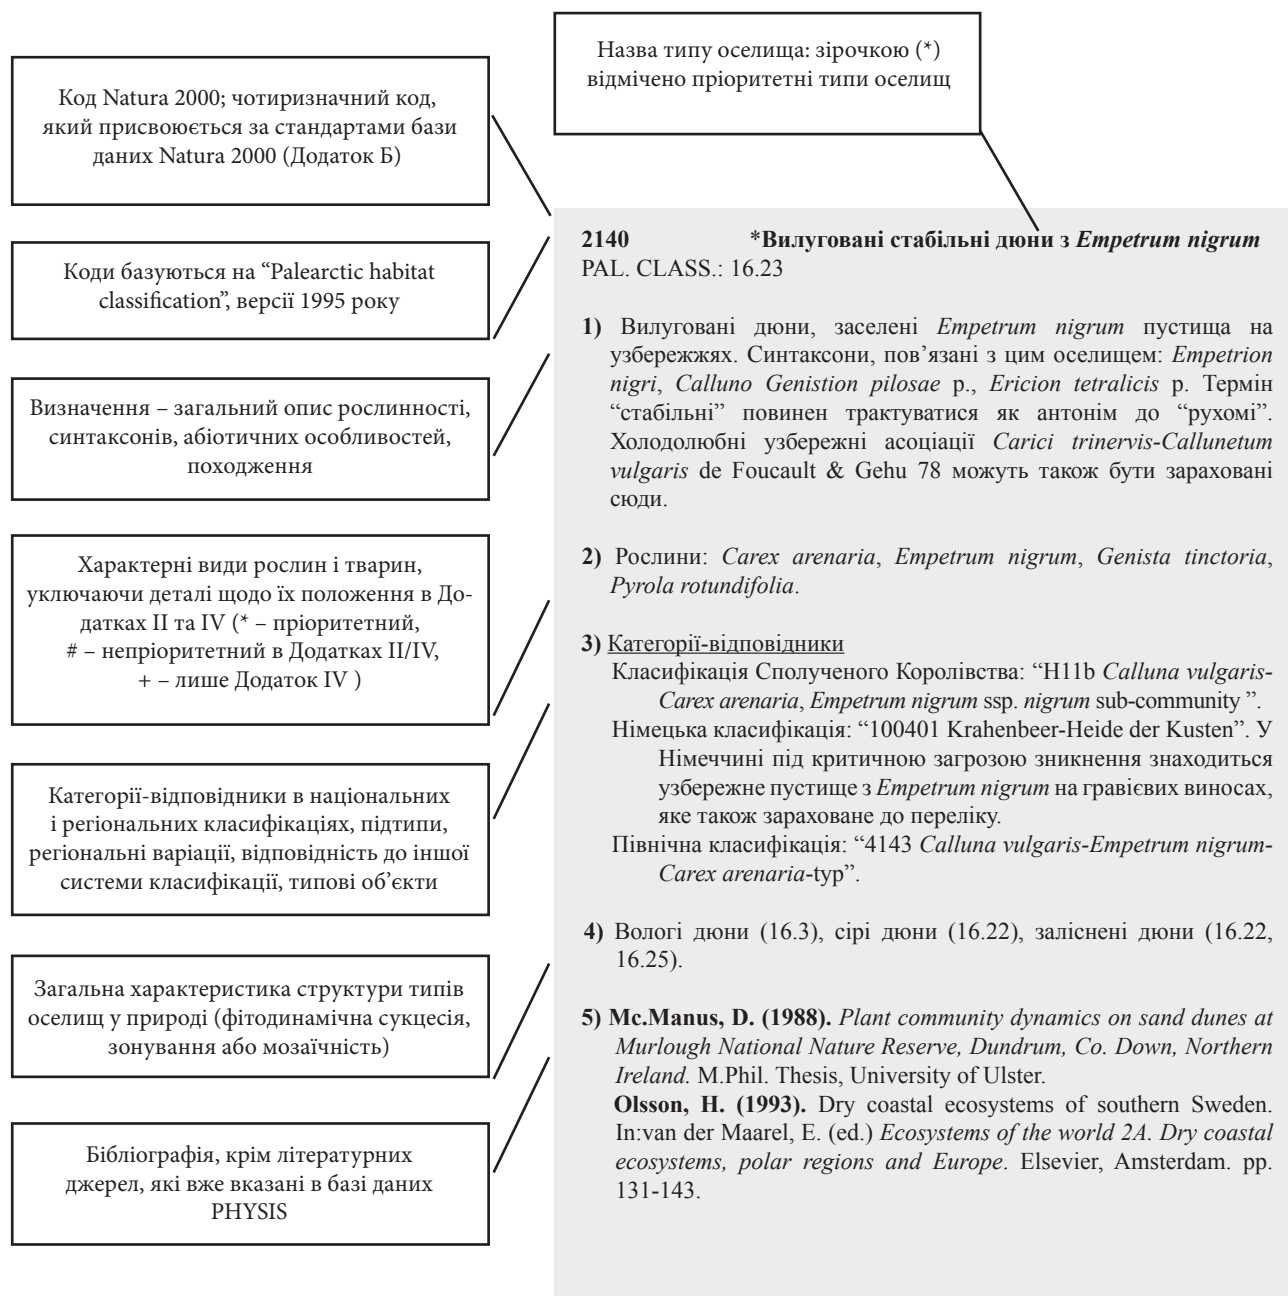 Назва типу оселища: зірочкою (*)
відмічено пріоритетні типи оселищ
Код Natura 2000; чотиризначний код,
який присвоюється за стандартами бази
даних Natura 2000 (Додаток Б)
Коди базуються на “Palearctic habitat
classification”, версії 1995 року
Визначення – загальний опис рослинності,
синтаксонів, абіотичних особливостей,
походження
Характерні види рослин і тварин,
уключаючи деталі щодо їх положення в До-
датках II та IV (* – пріоритетний,
# – непріоритетний в Додатках II/IV,
+ – лише Додаток IV )
Категорії-відповідники в національних
і регіональних класифікаціях, підтипи,
регіональні варіації, відповідність до іншої
системи класифікації, типові об’єкти
Загальна характеристика структури типів
оселищ у природі (фітодинамічна сукцесія,
зонування або мозаїчність)
Бібліографія, крім літературних
джерел, які вже вказані в базі даних
PHYSIS
2140 *Вилуговані стабільні дюни з Empetrum nigrum
PAL. CLASS.: 16.23
1) Вилуговані дюни, заселені Empetrum nigrum пустища на
узбережжях. Синтаксони, пов’язані з цим оселищем: Empetrion
nigri, Calluno Genistion pilosae p., Ericion tetralicis p. Термін
“стабільні” повинен трактуватися як антонім до “рухомі”.
Холодолюбні узбережні асоціації Carici trinervis-Callunetum
vulgaris de Foucault & Gehu 78 можуть також бути зараховані
сюди.
2) Рослини: Carex arenaria, Empetrum nigrum, Genista tinctoria,
Pyrola rotundifolia.
3) Категорії-відповідники
Класифікація Сполученого Королівства: “H11b Calluna vulgaris-
Carex arenaria, Empetrum nigrum ssp. nigrum sub-community ”.
Німецька класифікація: “100401 Krahenbeer-Heide der Kusten”. У
Німеччині під критичною загрозою зникнення знаходиться
узбережне пустище з Empetrum nigrum на гравієвих виносах,
яке також зараховане до переліку.
Північна класифікація: “4143 Calluna vulgaris-Empetrum nigrum-
Carex arenaria-typ”.
4) Вологі дюни (16.3), сірі дюни (16.22), заліснені дюни (16.22,
16.25).
5) Mc.Manus, D. (1988). Plant community dynamics on sand dunes at
Murlough National Nature Reserve, Dundrum, Co. Down, Northern
Ireland. M.Phil. Thesis, University of Ulster.
Olsson, H. (1993). Dry coastal ecosystems of southern Sweden.
In:van der Maarel, E. (ed.) Ecosystems of the world 2A. Dry coastal
ecosystems, polar regions and Europe. Elsevier, Amsterdam. pp.
131-143.